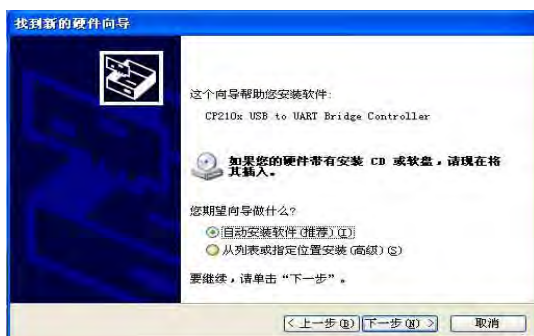 找到新的硬件向导
这个向导帮助您安装软件:
CP210x USB to UART Bridge Controller
如果您的硬件带有安装 CD 或软盘，请现在将
其插入。
您期望向导做什么?
自动安装软件(推荐)(I)
从列表或指定位置安装(高级)(S)
要继续，请单击“下一步”。
< 上一步(B) 下一步(N) > 取消